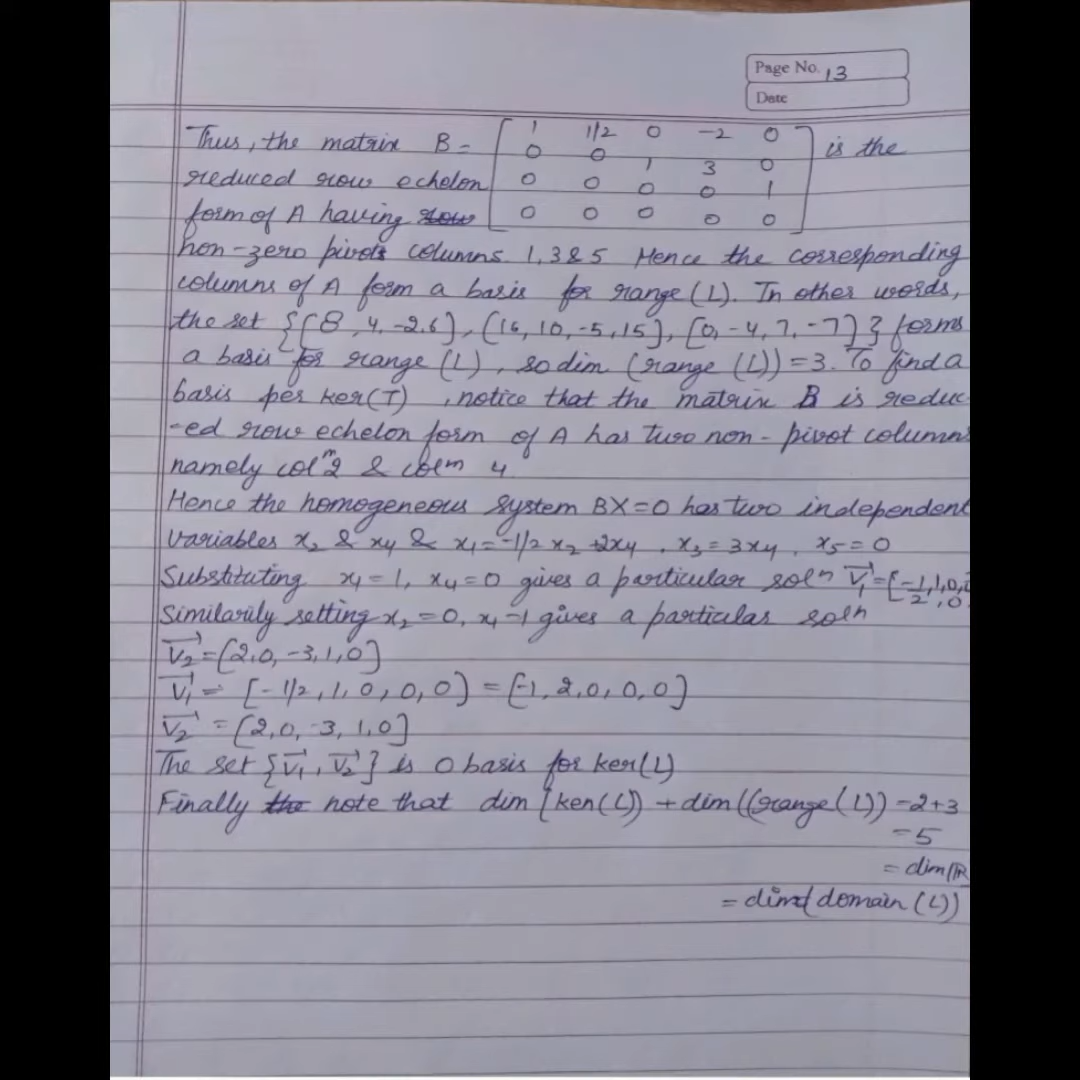 Page No. 13
Date
Thus, the matrix B = [ 1 1/2 0 -2 0 ] is the
0 0 1 3 0
reduced row echelon 0 0 0 0 1
form of A having 0 0 0 0 0
non-zero pivots columns 1, 3 & 5 Hence the corresponding
columns of A form a basis for range (L). In other words,
the set {[8, 4, -2, 6], (16, 10, -5, 15], [0, -4, 7, -7]} forms
a basis for range (L), so dim (range (L)) = 3. To find a
basis per ker(T), notice that the matrix B is reduc-
-ed row echelon form of A has two non-pivot columns
namely colm 2 & colm 4
Hence the homogeneous system BX=0 has two independent
variables x2 & x4 & x1 = -1/2 x2 +2x4, x3 = 3x4, x5 = 0
Substituting x1 = 1, x4 = 0 gives a particular soln V1 = [-1/2, 1, 0, 0
Similarily setting x2 = 0, x4 -1 gives a particular soln
V2 = (2, 0, -3, 1, 0]
V1 = [-1/2, 1, 0, 0, 0) = [-1, 2, 0, 0, 0]
V2 = (2, 0, -3, 1, 0]
The set {V1, V2} is 0 basis for ker(L)
Finally the note that dim [ken(L)) + dim ((range(L)) = 2+3
= 5
= dim(IR
= dim (domain (L))